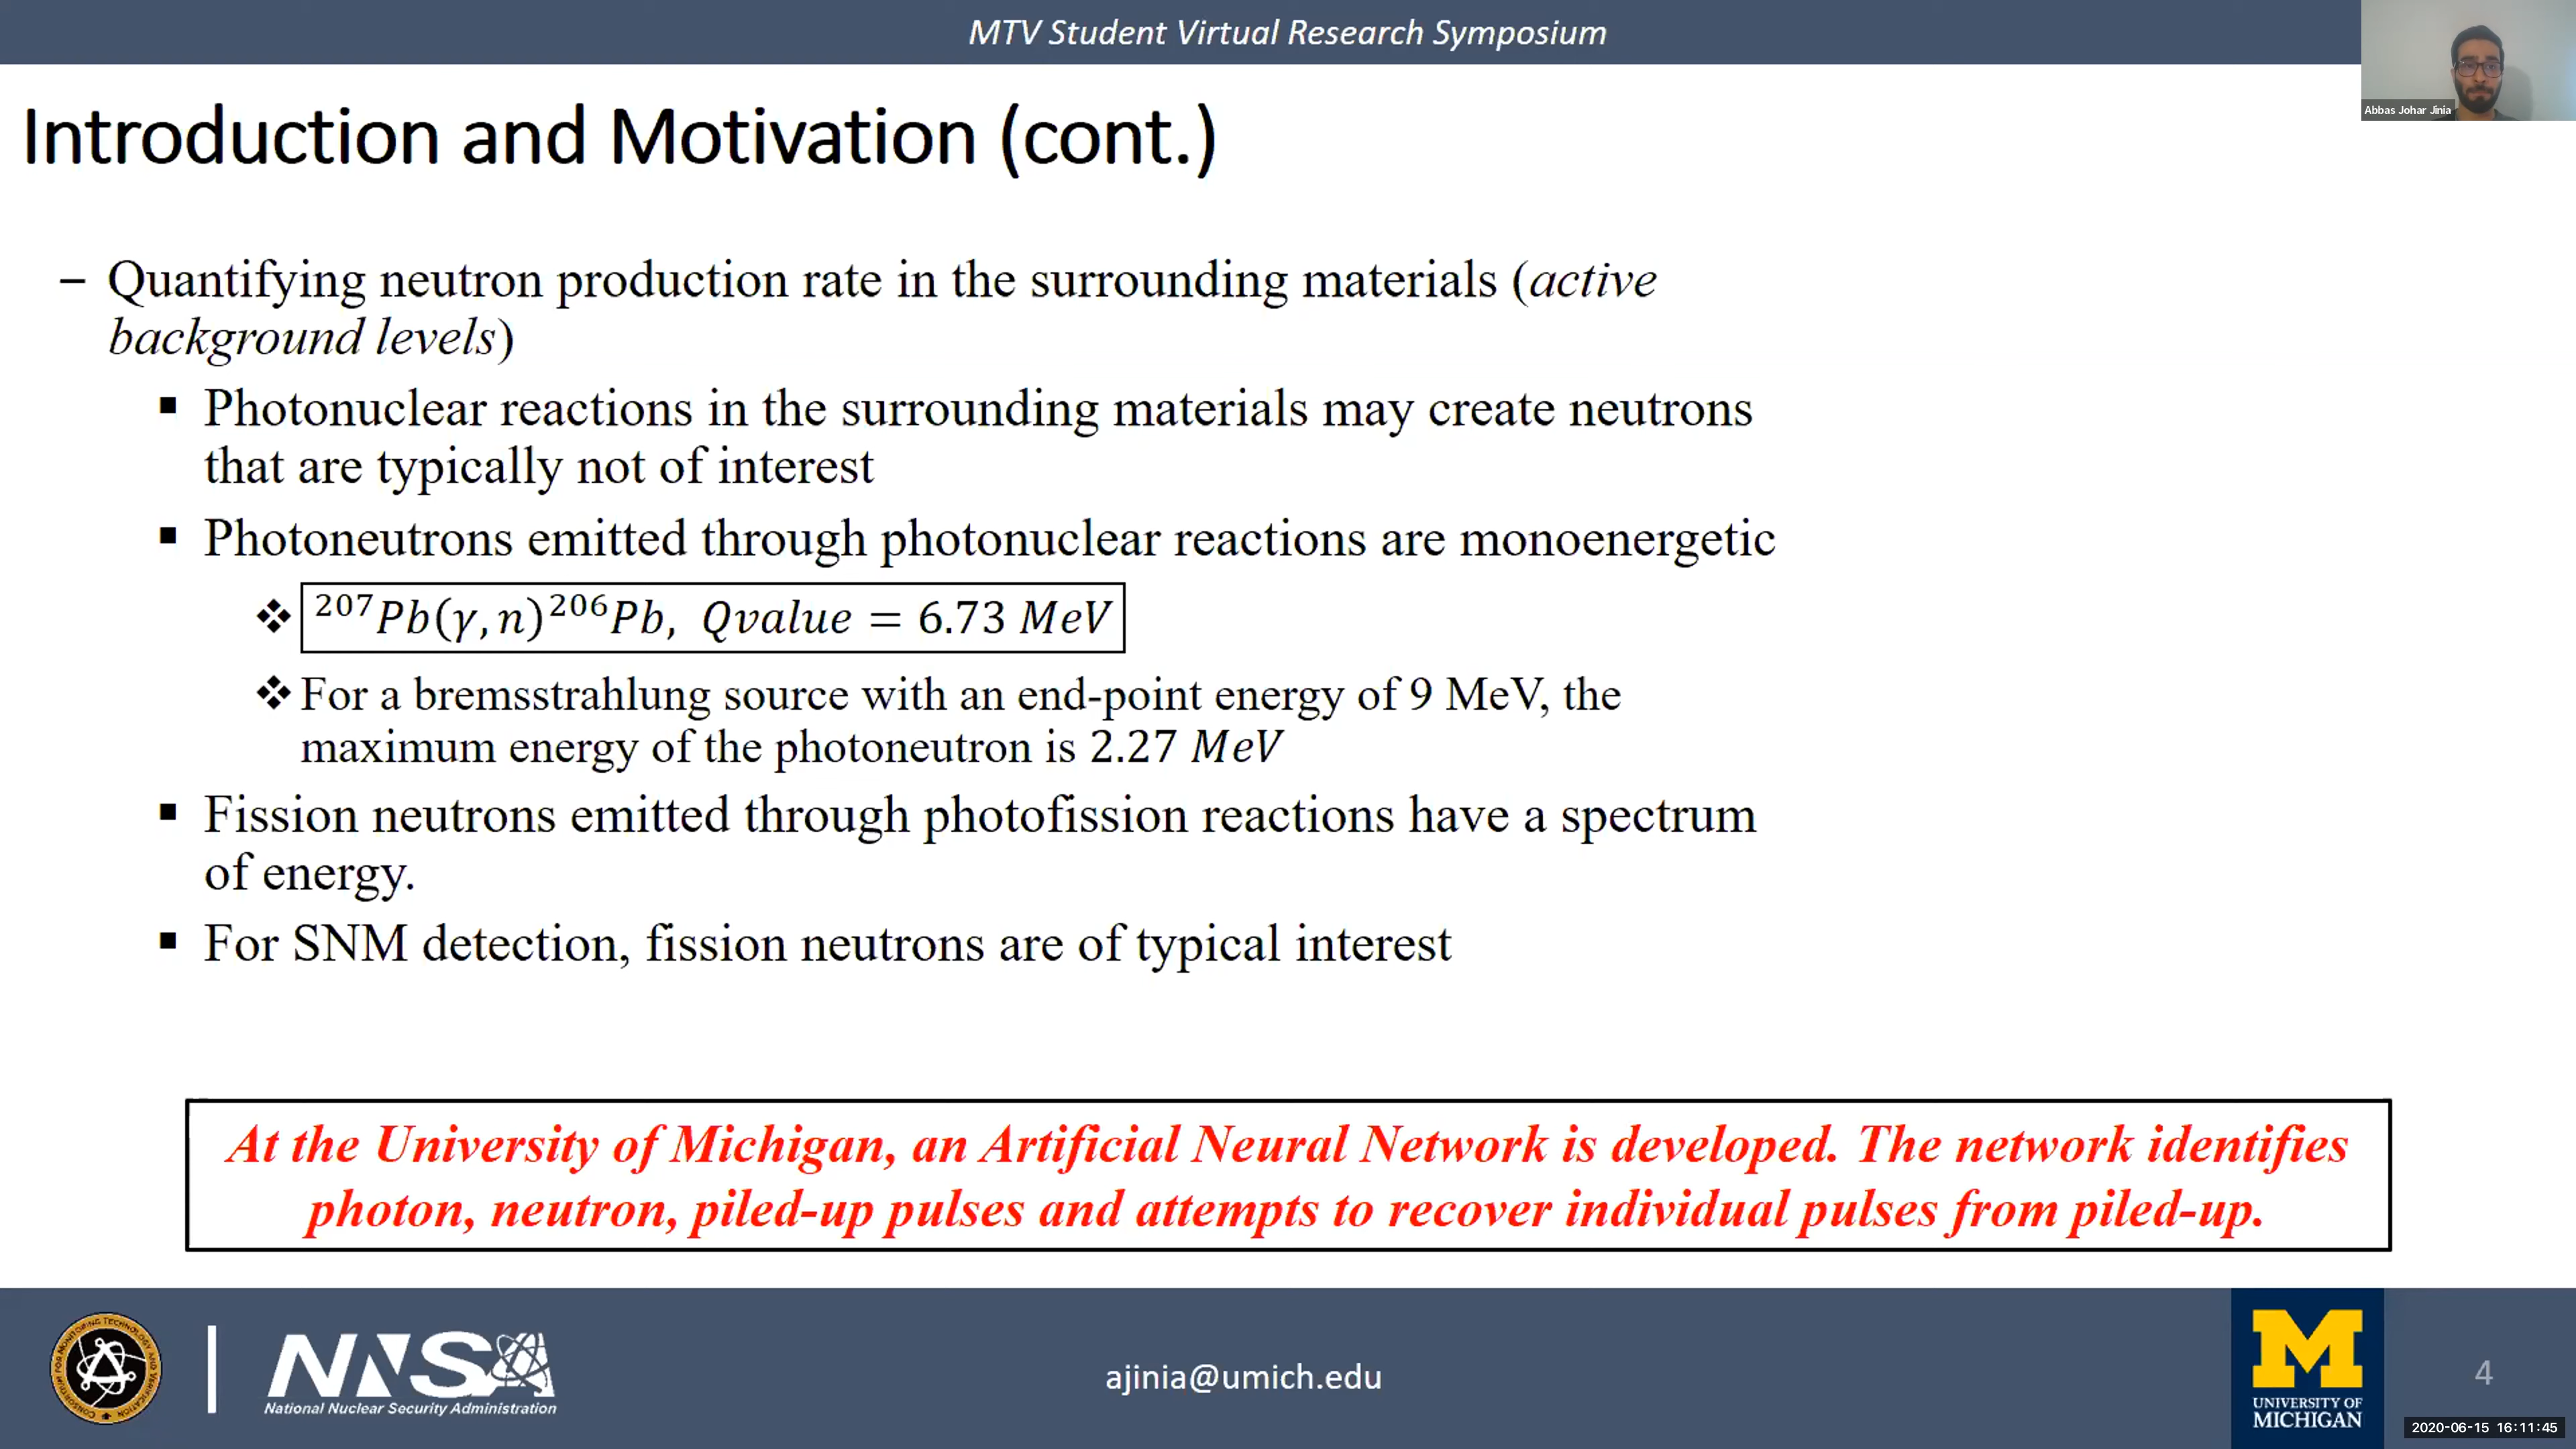 MTV Student Virtual Research Symposium
Abbas Johar Jinia
Introduction and Motivation (cont.)
– Quantifying neutron production rate in the surrounding materials (active
background levels)
▪ Photonuclear reactions in the surrounding materials may create neutrons
that are typically not of interest
▪ Photoneutrons emitted through photonuclear reactions are monoenergetic
❖ ²⁰⁷Pb(γ,n)²⁰⁶Pb, Qvalue = 6.73 MeV
❖ For a bremsstrahlung source with an end-point energy of 9 MeV, the
maximum energy of the photoneutron is 2.27 MeV
▪ Fission neutrons emitted through photofission reactions have a spectrum
of energy.
▪ For SNM detection, fission neutrons are of typical interest
At the University of Michigan, an Artificial Neural Network is developed. The network identifies
photon, neutron, piled-up pulses and attempts to recover individual pulses from piled-up.
CONSORTIUM FOR MONITORING TECHNOLOGY AND VERIFICATION
NNSA
National Nuclear Security Administration
ajinia@umich.edu
M
UNIVERSITY OF
MICHIGAN
4
2020-06-15 16:11:45